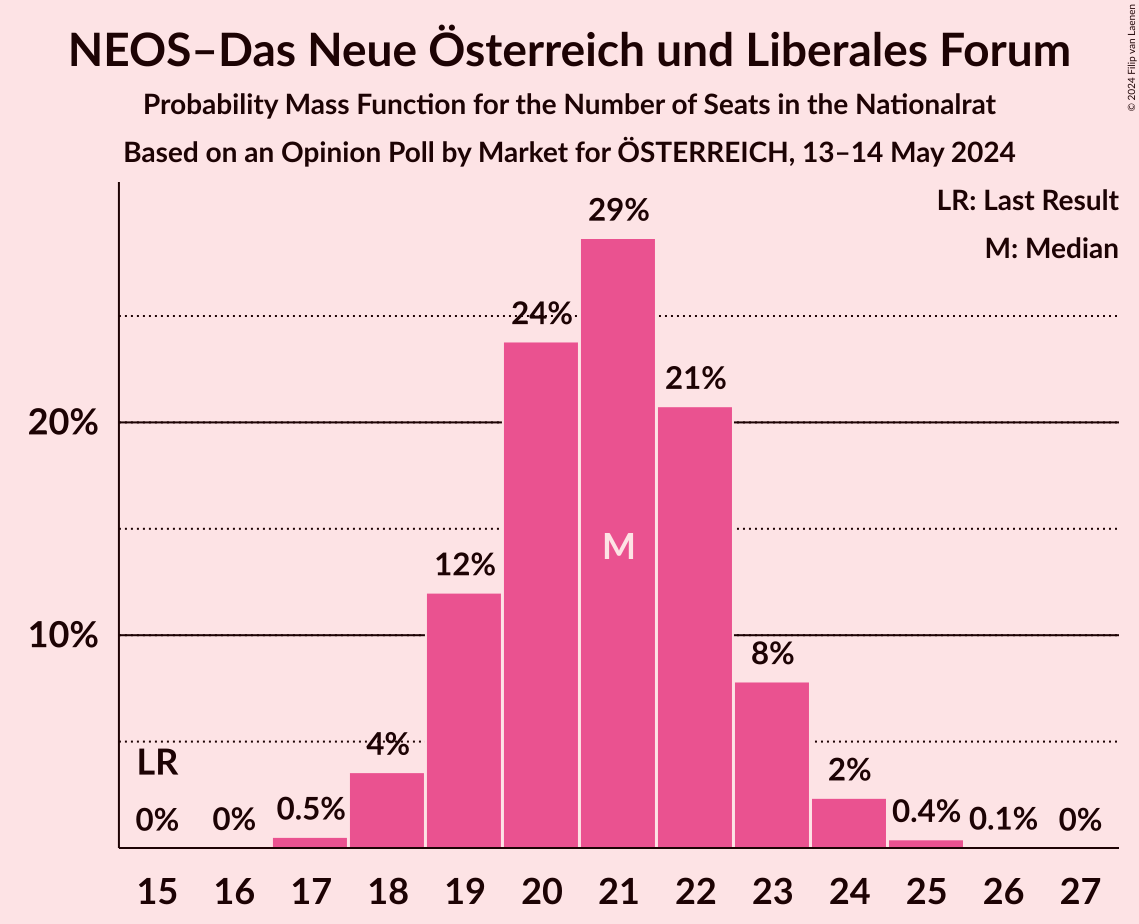 NEOS–Das Neue Österreich und Liberales Forum
Probability Mass Function for the Number of Seats in the Nationalrat
Based on an Opinion Poll by Market for ÖSTERREICH, 13–14 May 2024
© 2024 Filip van Laenen
LR: Last Result
M: Median
29%
24%
21%
20%
M
12%
10%
8%
4%
LR
2%
0%
0%
0.5%
0.4%
0.1%
0%
15 16 17 18 19 20 21 22 23 24 25 26 27